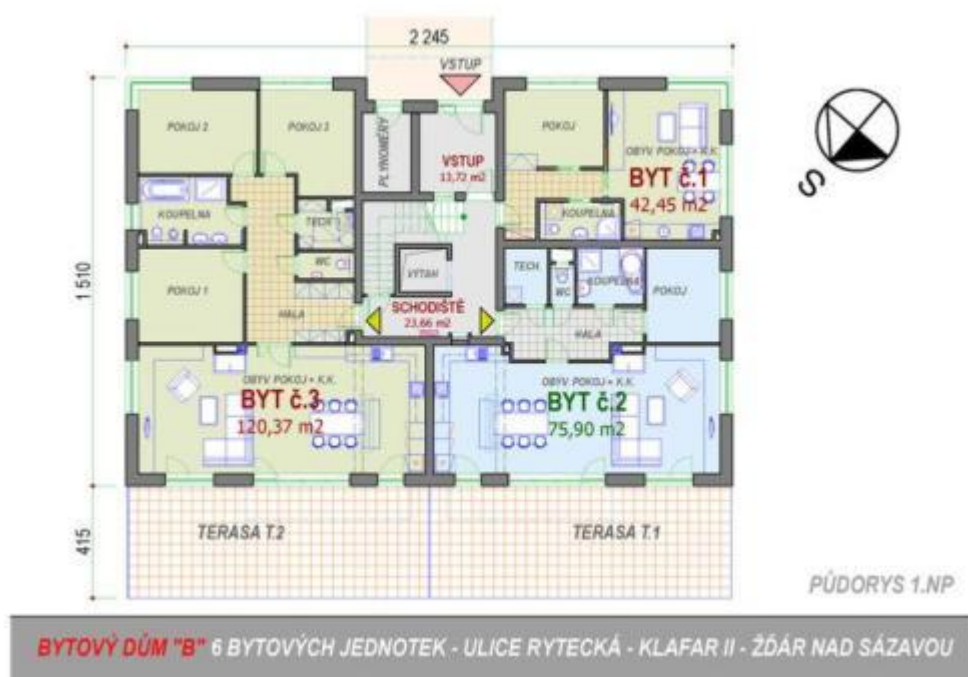 2 245
VSTUP
POKOJ 2
POKOJ 3
PLYNOMĚRY
VSTUP
13,72 m2
POKOJ
OBYV. POKOJ + K.K.
BYT č.1
42,45 m2
S
KOUPELNA
TECH.
KOUPELNA
1 510
WC
VÝTAH
TECH.
WC
KOUPELNA
POKOJ
POKOJ 1
HALA
SCHODIŠTĚ
23,66 m2
HALA
OBYV. POKOJ + K.K.
BYT č.3
120,37 m2
OBYV. POKOJ + K.K.
BYT č.2
75,90 m2
415
TERASA T.2
TERASA T.1
PŮDORYS 1.NP
BYTOVÝ DŮM "B" 6 BYTOVÝCH JEDNOTEK - ULICE RYTECKÁ - KLAFAR II - ŽĎÁR NAD SÁZAVOU